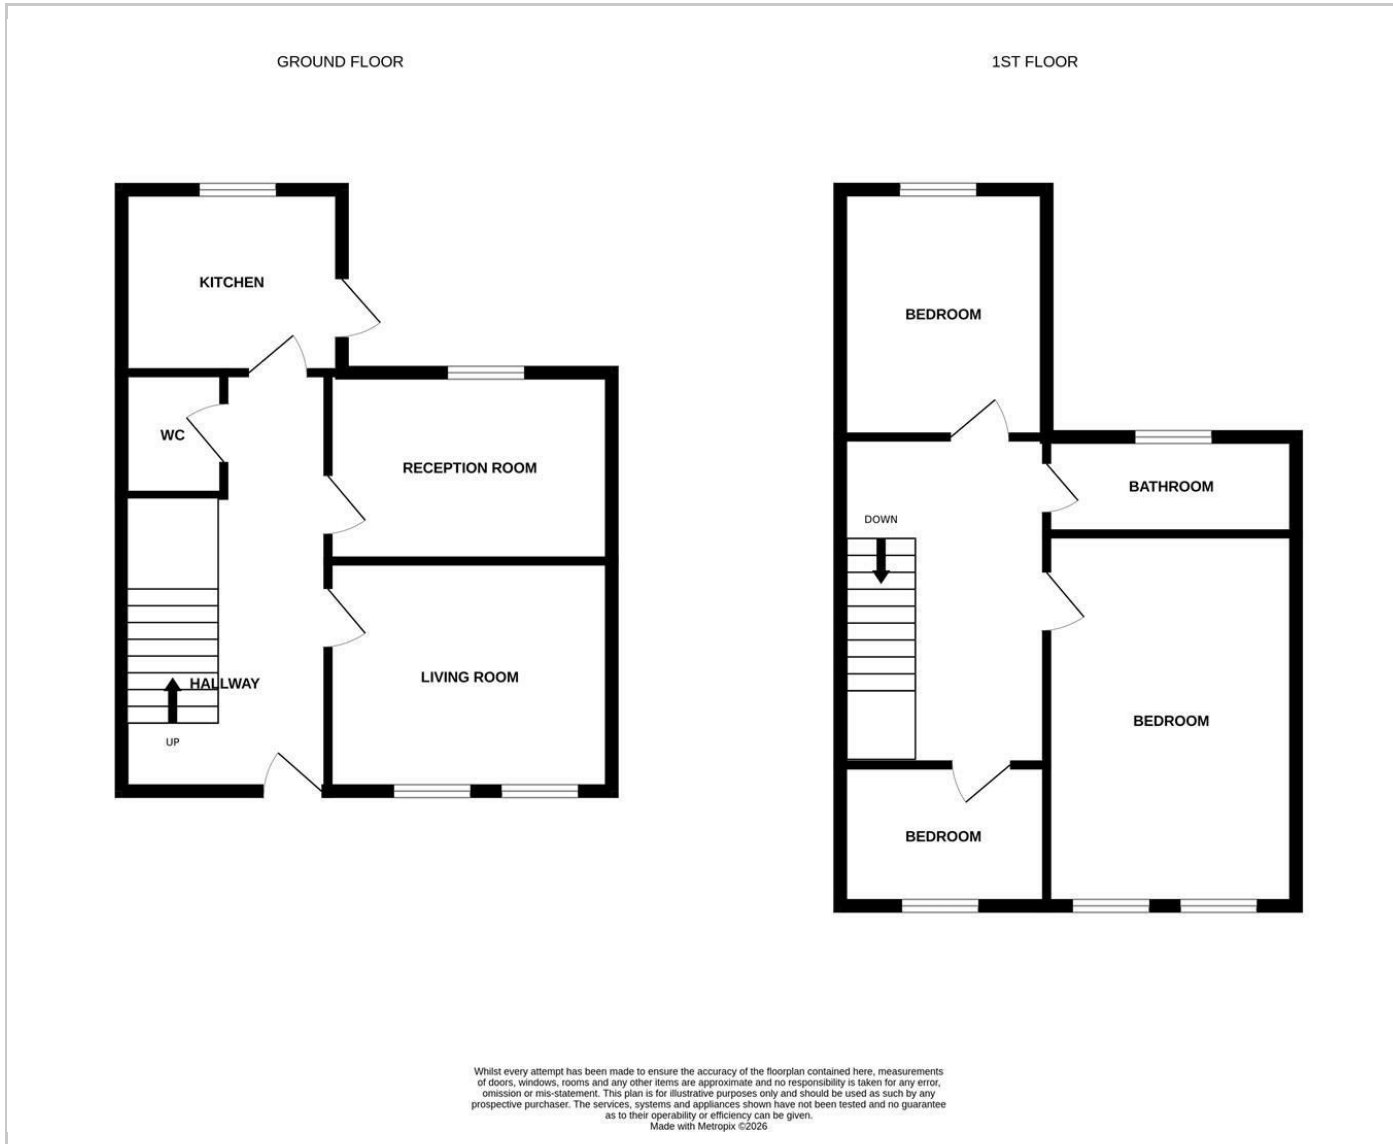 GROUND FLOOR
1ST FLOOR
KITCHEN
WC
RECEPTION ROOM
LIVING ROOM
HALLWAY
UP
BEDROOM
BATHROOM
DOWN
BEDROOM
BEDROOM
Whilst every attempt has been made to ensure the accuracy of the floorplan contained here, measurements
of doors, windows, rooms and any other items are approximate and no responsibility is taken for any error,
omission or mis-statement. This plan is for illustrative purposes only and should be used as such by any
prospective purchaser. The services, systems and appliances shown have not been tested and no guarantee
as to their operability or efficiency can be given.
Made with Metropix ©2026